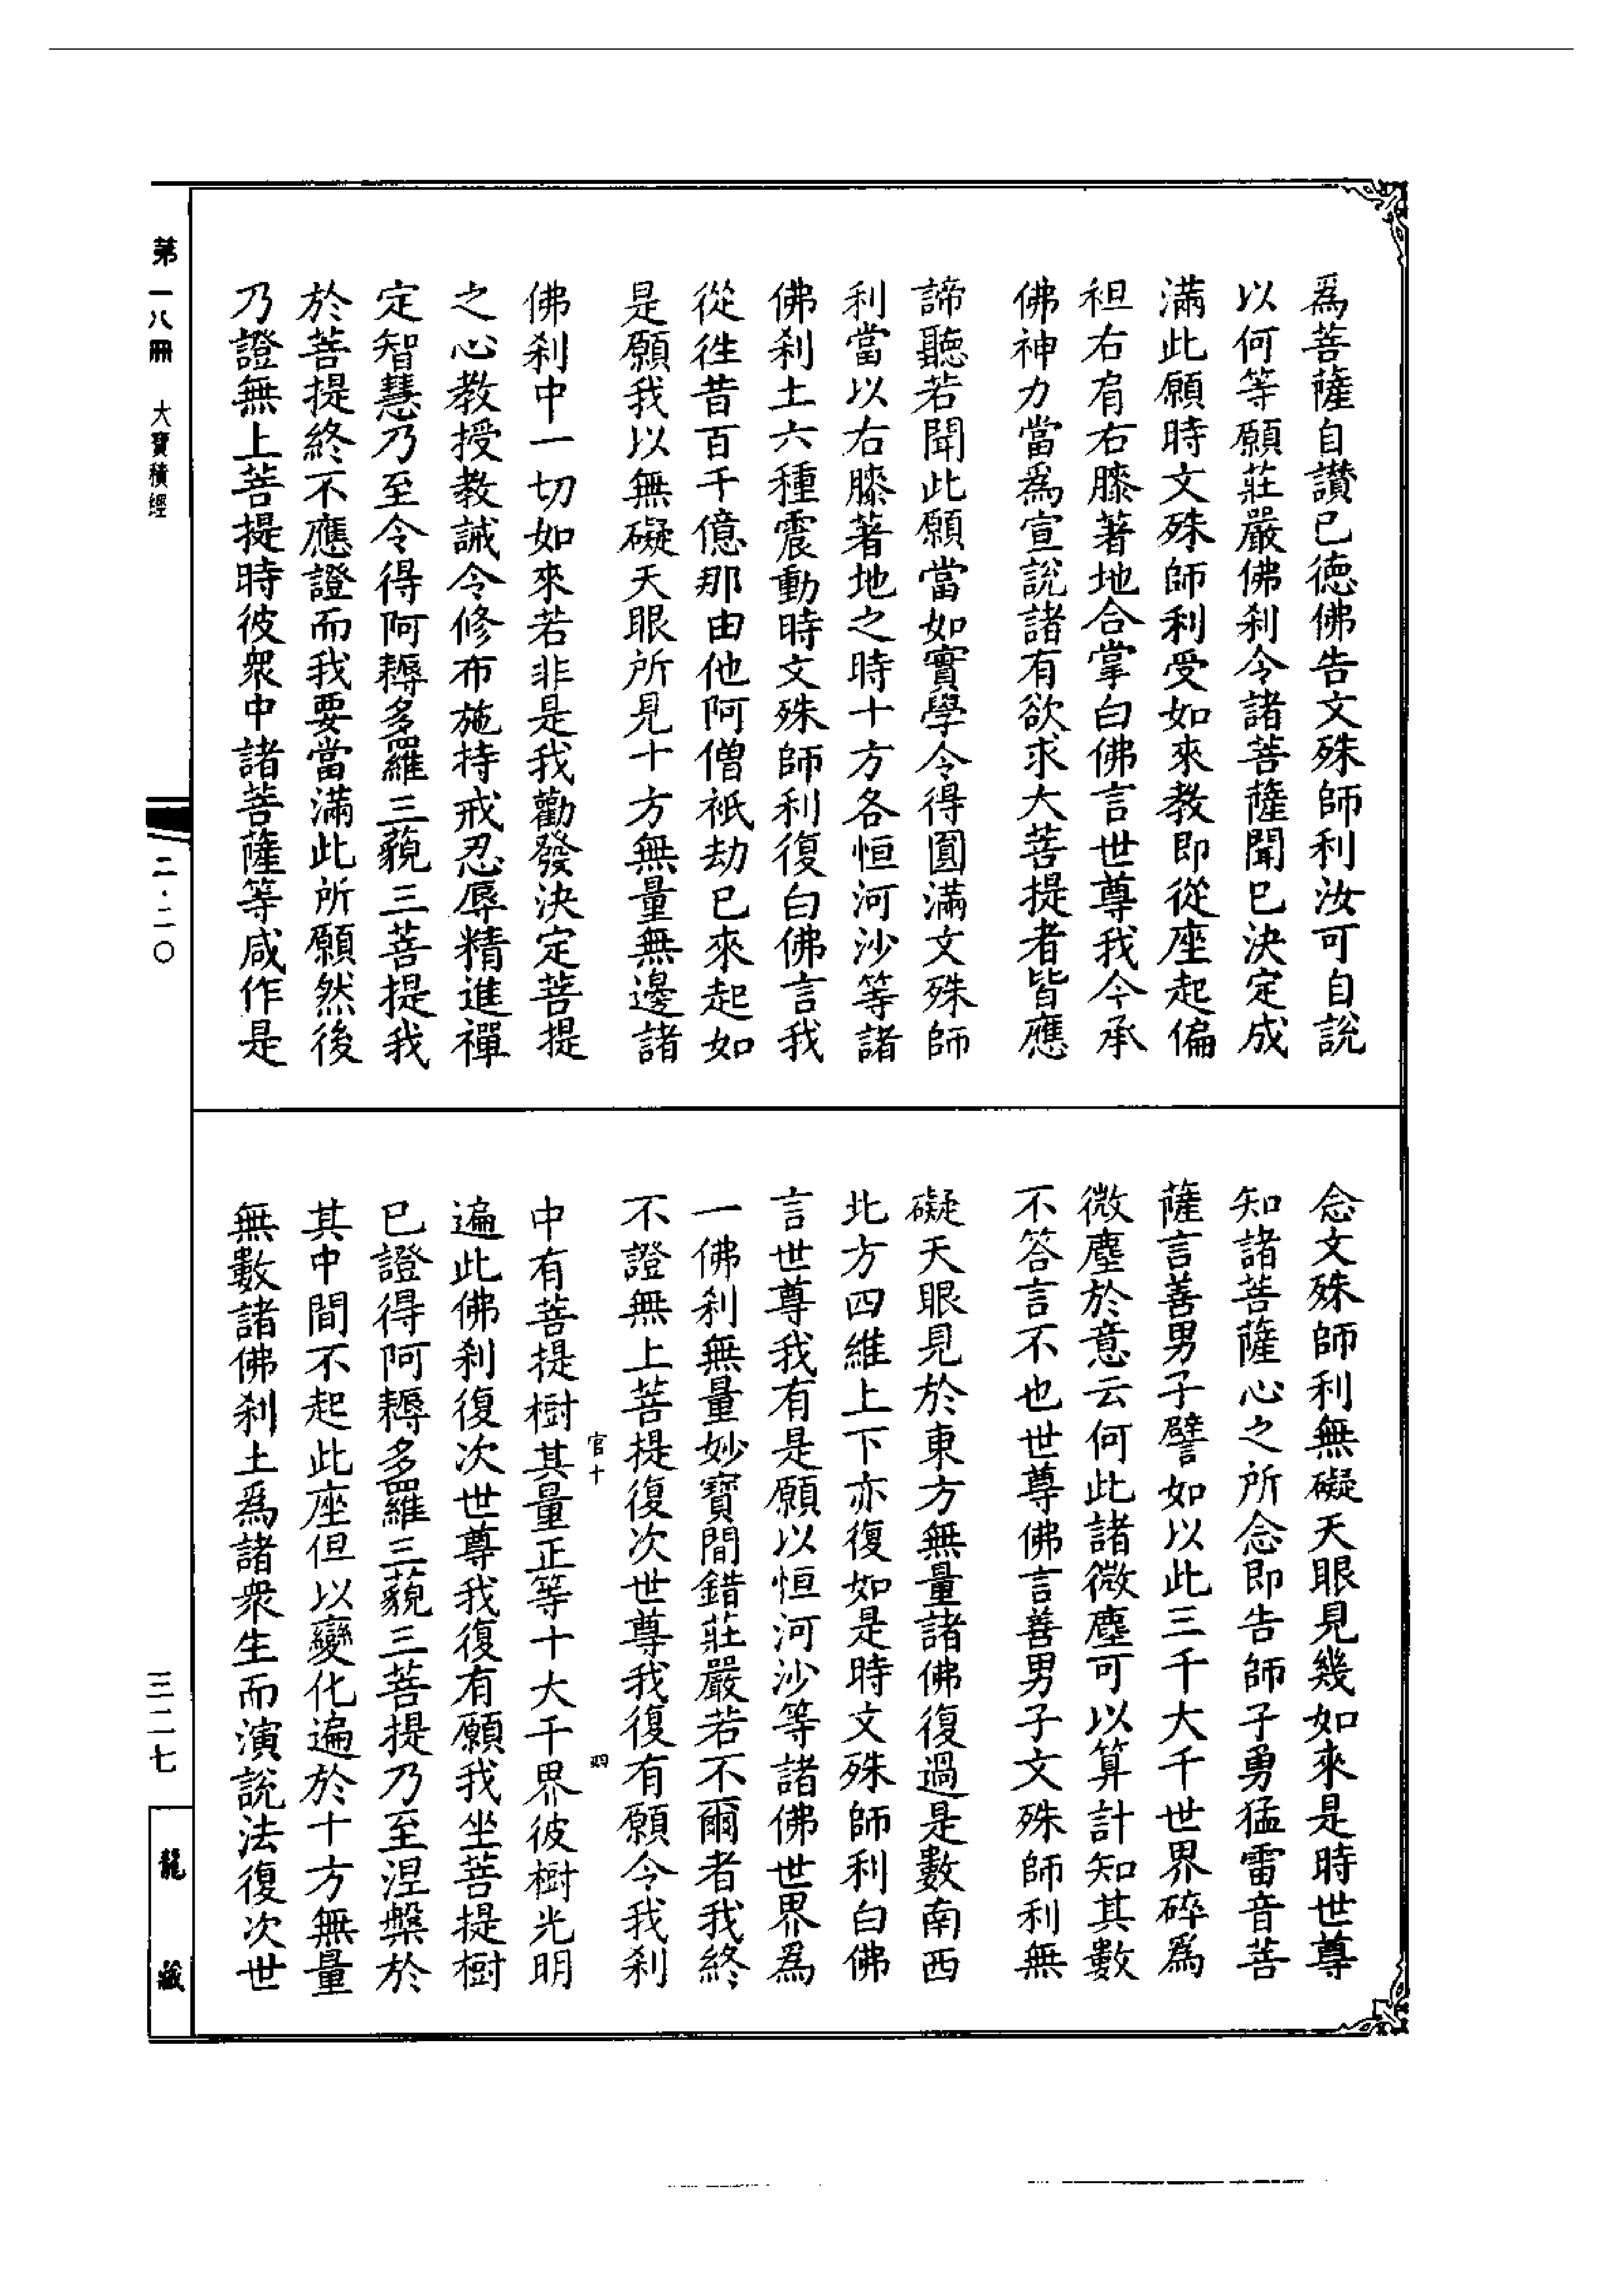 爲菩薩自讃已德佛告文殊師利汝可自說
以何等願莊嚴佛刹令諸菩薩聞已決定成
滿此願時文殊師利受如來教即從座起偏
袒右肩右膝著地合掌白佛言世尊我今承
佛神力當爲宣說諸有欲求大菩提者皆應
諦聽若聞此願當如實學令得圓滿文殊師
利當以右膝著地之時十方各恒河沙等諸
佛刹土六種震動時文殊師利復白佛言我
從往昔百千億那由他阿僧祇劫已來起如
是願我以無礙天眼所見十方無量無邊諸
佛刹中一切如來若非是我勸發決定菩提
之心教授教誡令修布施持戒忍辱精進禪
定智慧乃至令得阿耨多羅三藐三菩提我
於菩提終不應證而我要當滿此所願然後
乃證無上菩提時彼衆中諸菩薩等咸作是
念文殊師利無礙天眼見幾如來是時世尊
知諸菩薩心之所念即告師子勇猛雷音菩
薩言善男子譬如以此三千大千世界碎爲
微塵於意云何此諸微塵可以算計知其數
不答言不也世尊佛言善男子文殊師利無
礙天眼見於東方無量諸佛復過是數南西
北方四維上下亦復如是時文殊師利白佛
言世尊我有是願以恒河沙等諸佛世界爲
一佛刹無量妙寶間錯莊嚴若不爾者我終
不證無上菩提復次世尊我復有願令我刹
官十
中有菩提樹其量正等十大千界彼樹光明
遍此佛刹復次世尊我復有願我坐菩提樹
已證得阿耨多羅三藐三菩提乃至涅槃於
其中間不起此座但以變化遍於十方無量
無數諸佛刹土爲諸衆生而演說法復次世
第一八冊 大寶積經
二·二〇
三二七
龍藏